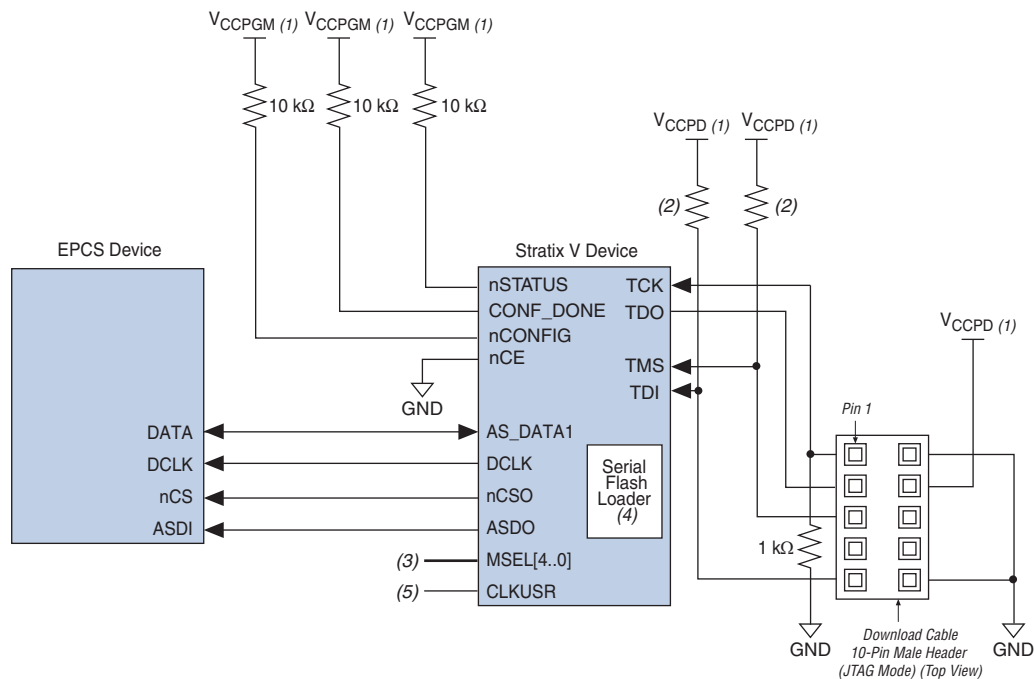 VCCPGM (1) VCCPGM (1) VCCPGM (1)
10 kΩ 10 kΩ 10 kΩ
VCCPD (1) VCCPD (1)
(2) (2)
EPCS Device
Stratix V Device
nSTATUS
TCK
CONF_DONE
TDO
nCONFIG
nCE
TMS
TDI
GND
VCCPD (1)
Pin 1
DATA
AS_DATA1
DCLK
DCLK
nCS
nCSO
ASDI
ASDO
Serial
Flash
Loader
(4)
(3)
MSEL[4..0]
(5)
CLKUSR
1 kΩ
GND
GND
Download Cable
10-Pin Male Header
(JTAG Mode) (Top View)